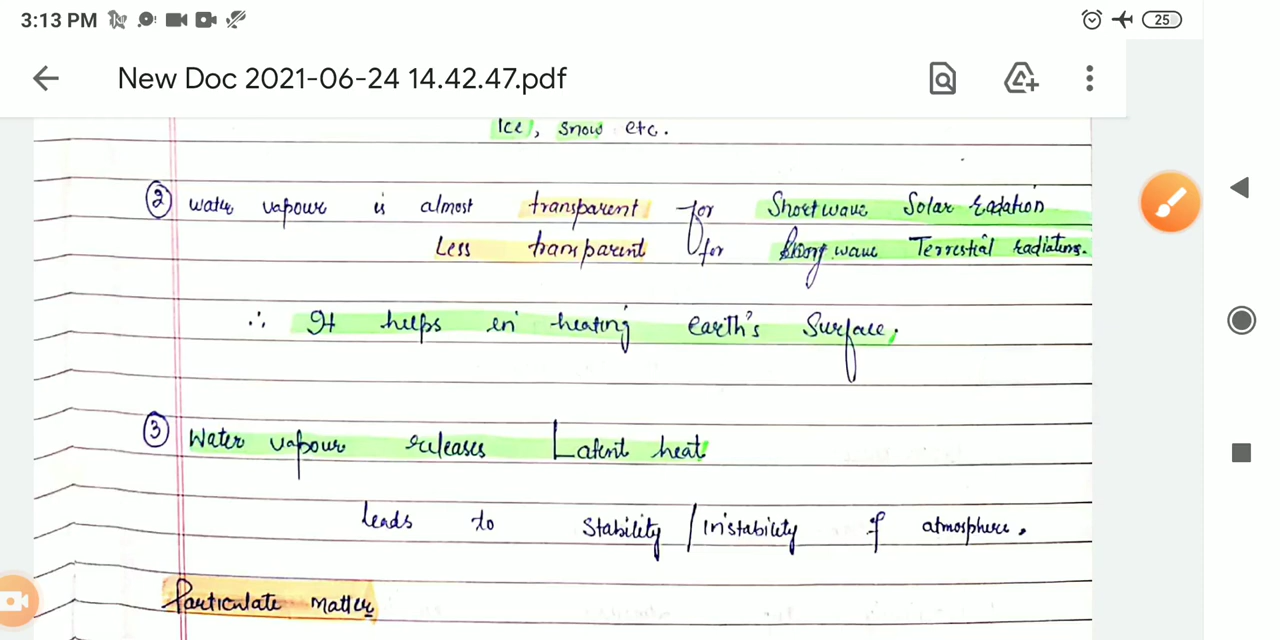 3:13 PM
25
New Doc 2021-06-24 14.42.47.pdf
Ice, snow etc.
② water vapour is almost transparent for Shortwave Solar radation
Less transparent for long wave Terrestial radiations.
∴ It helps in heating earth's Surface.
③ Water vapour releases Latent heat
leads to Stability / Instability of atmosphere.
Particulate matter